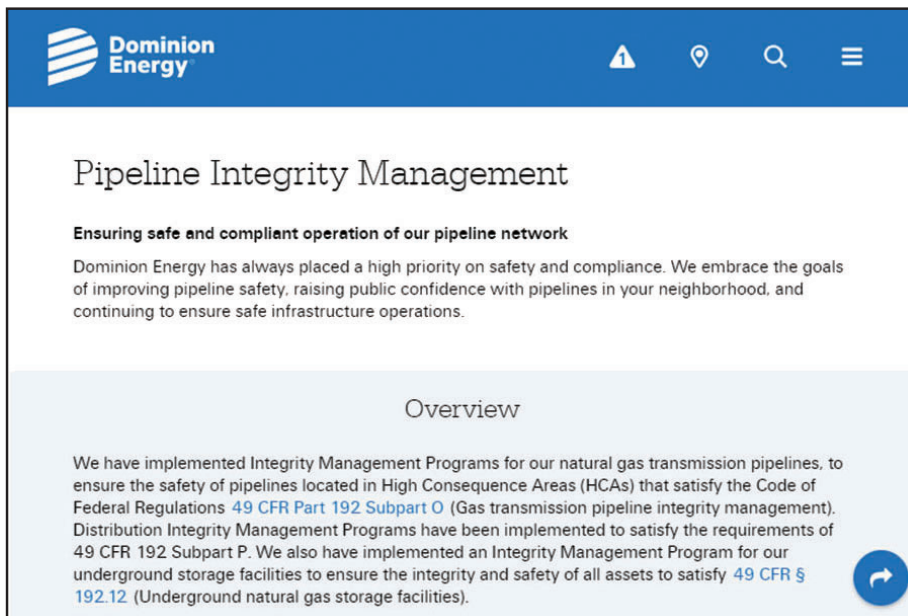 Dominion
Energy®
1
Pipeline Integrity Management
Ensuring safe and compliant operation of our pipeline network
Dominion Energy has always placed a high priority on safety and compliance. We embrace the goals
of improving pipeline safety, raising public confidence with pipelines in your neighborhood, and
continuing to ensure safe infrastructure operations.
Overview
We have implemented Integrity Management Programs for our natural gas transmission pipelines, to
ensure the safety of pipelines located in High Consequence Areas (HCAs) that satisfy the Code of
Federal Regulations 49 CFR Part 192 Subpart O (Gas transmission pipeline integrity management).
Distribution Integrity Management Programs have been implemented to satisfy the requirements of
49 CFR 192 Subpart P. We also have implemented an Integrity Management Program for our
underground storage facilities to ensure the integrity and safety of all assets to satisfy 49 CFR §
192.12 (Underground natural gas storage facilities).